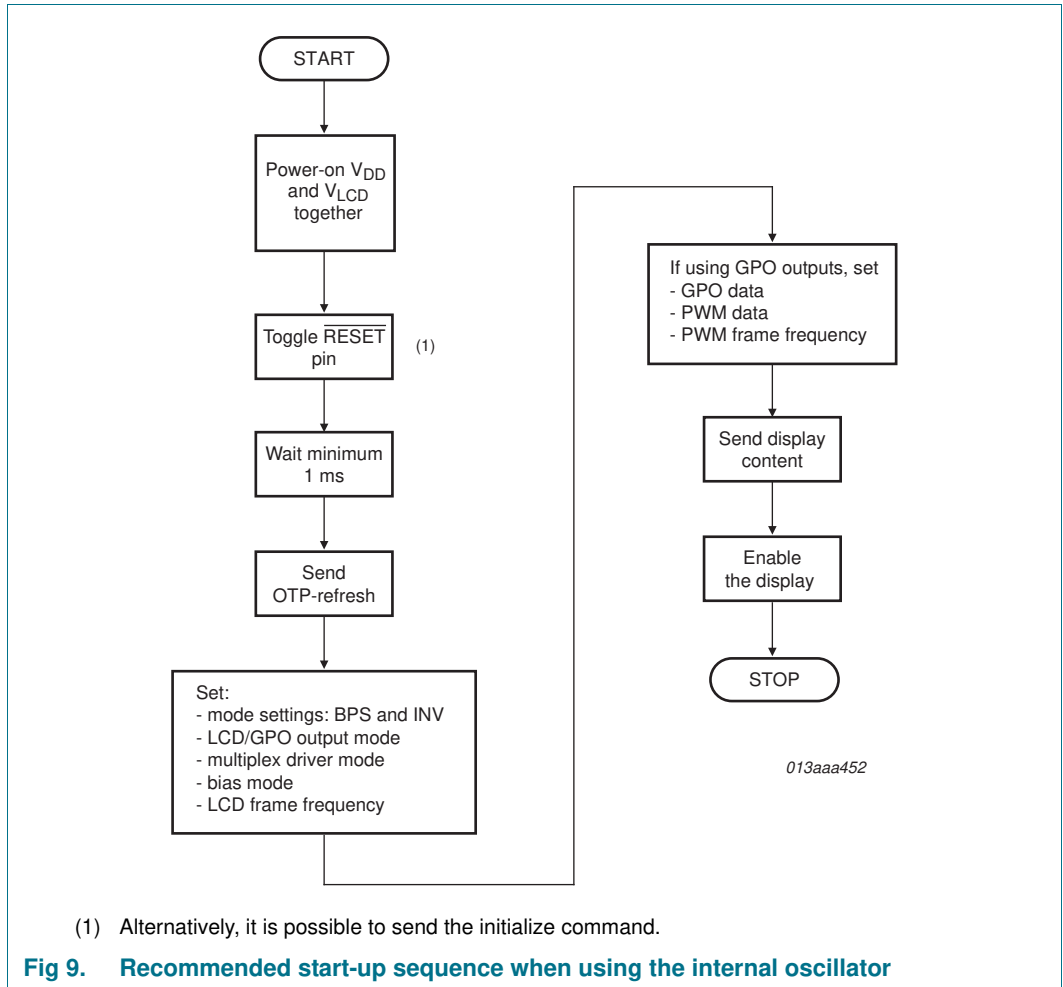 START
Power-on VDD
and VLCD
together
Toggle RESET
pin
(1)
Wait minimum
1 ms
Send
OTP-refresh
Set:
- mode settings: BPS and INV
- LCD/GPO output mode
- multiplex driver mode
- bias mode
- LCD frame frequency
If using GPO outputs, set
- GPO data
- PWM data
- PWM frame frequency
Send display
content
Enable
the display
STOP
013aaa452
(1) Alternatively, it is possible to send the initialize command.
Fig 9. Recommended start-up sequence when using the internal oscillator